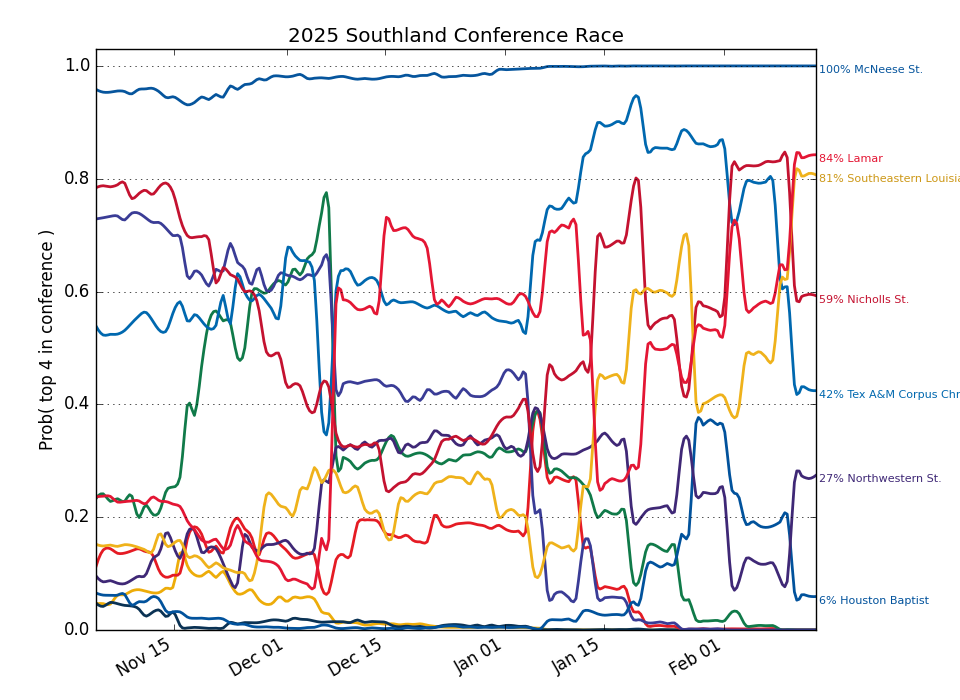 2025 Southland Conference Race
Prob( top 4 in conference )
1.0
0.8
0.6
0.4
0.2
0.0
Nov 15
Dec 01
Dec 15
Jan 01
Jan 15
Feb 01
100% McNeese St.
84% Lamar
81% Southeastern Louisia
59% Nicholls St.
42% Tex A&M Corpus Chr
27% Northwestern St.
6% Houston Baptist